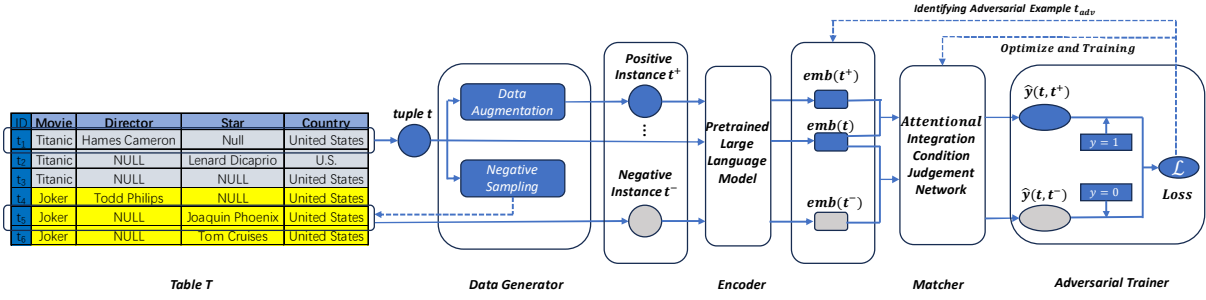 Identifying Adversarial Example t_adv
Optimize and Training
ID Movie Director Star Country
t1 Titanic Hames Cameron Null United States
t2 Titanic NULL Lenard Dicaprio U.S.
t3 Titanic NULL NULL United States
t4 Joker Todd Philips NULL United States
t5 Joker NULL Joaquin Phoenix United States
t6 Joker NULL Tom Cruises United States
Table T
tuple t
Data
Augmentation
Negative
Sampling
Data Generator
Positive
Instance t⁺
⋮
Negative
Instance t⁻
Pretrained
Large
Language
Model
Encoder
emb(t⁺)
emb(t)
emb(t⁻)
Attentional
Integration
Condition
Judgement
Network
Matcher
ŷ(t, t⁺)
y = 1
ŷ(t, t⁻)
y = 0
ℒ
Loss
Adversarial Trainer